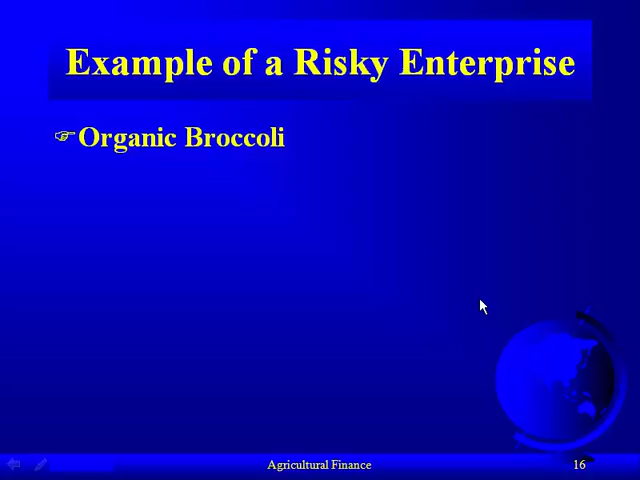 Example of a Risky Enterprise
☞Organic Broccoli
Agricultural Finance
16